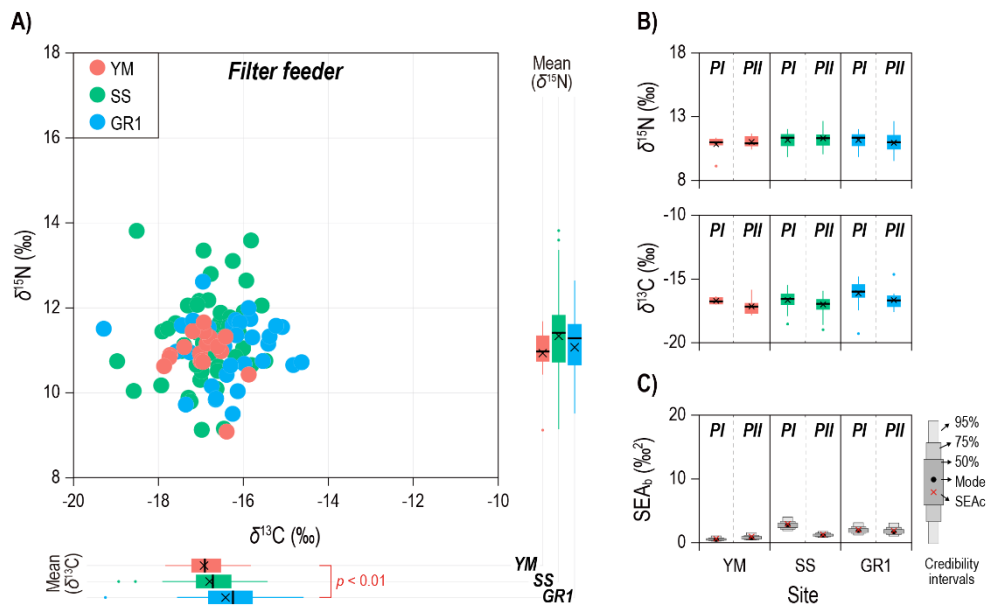 A)
Filter feeder
YM
SS
GR1
δ15N (‰)
18
16
14
12
10
8
-20
-18
-16
-14
-12
-10
δ13C (‰)
Mean
(δ15N)
Mean
(δ13C)
YM
SS
GR1
p < 0.01
B)
δ15N (‰)
18
13
8
PI PII PI PII PI PII
δ13C (‰)
-10
-15
-20
PI PII PI PII PI PII
C)
SEAb (‰2)
20
10
0
PI PII PI PII PI PII
YM SS GR1
Site
95%
75%
50%
Mode
SEAc
Credibility
intervals